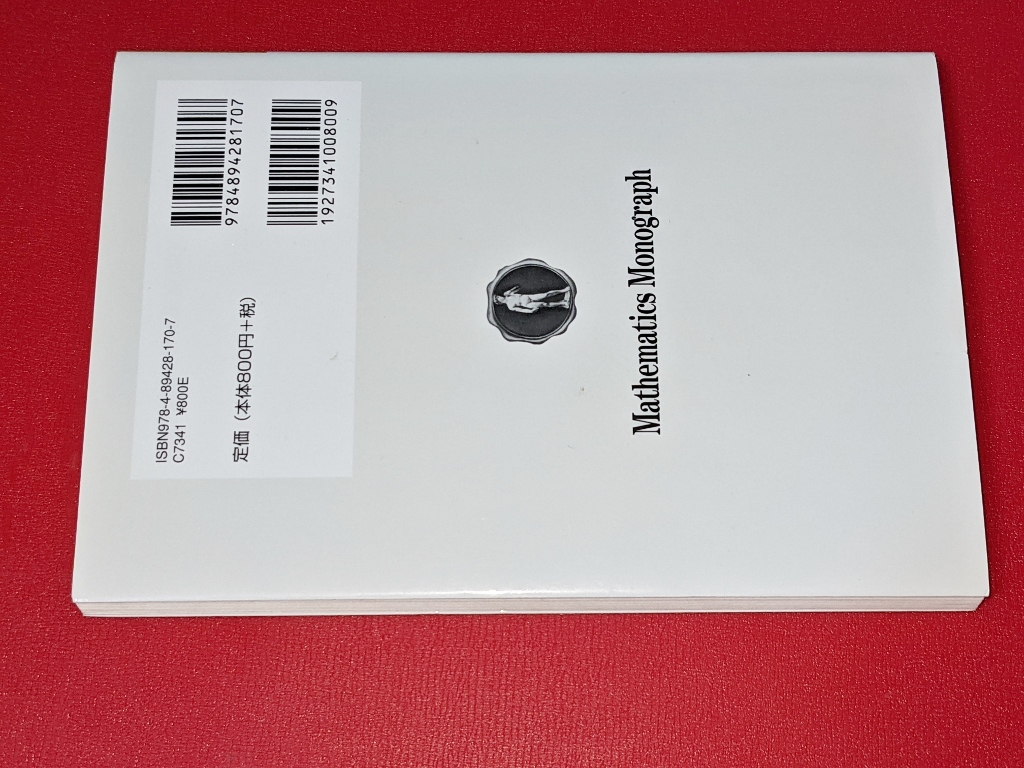 9784894281707
1927341008009
ISBN978-4-89428-170-7
C7341 ¥800E
定価（本体800円＋税）
Mathematics Monograph